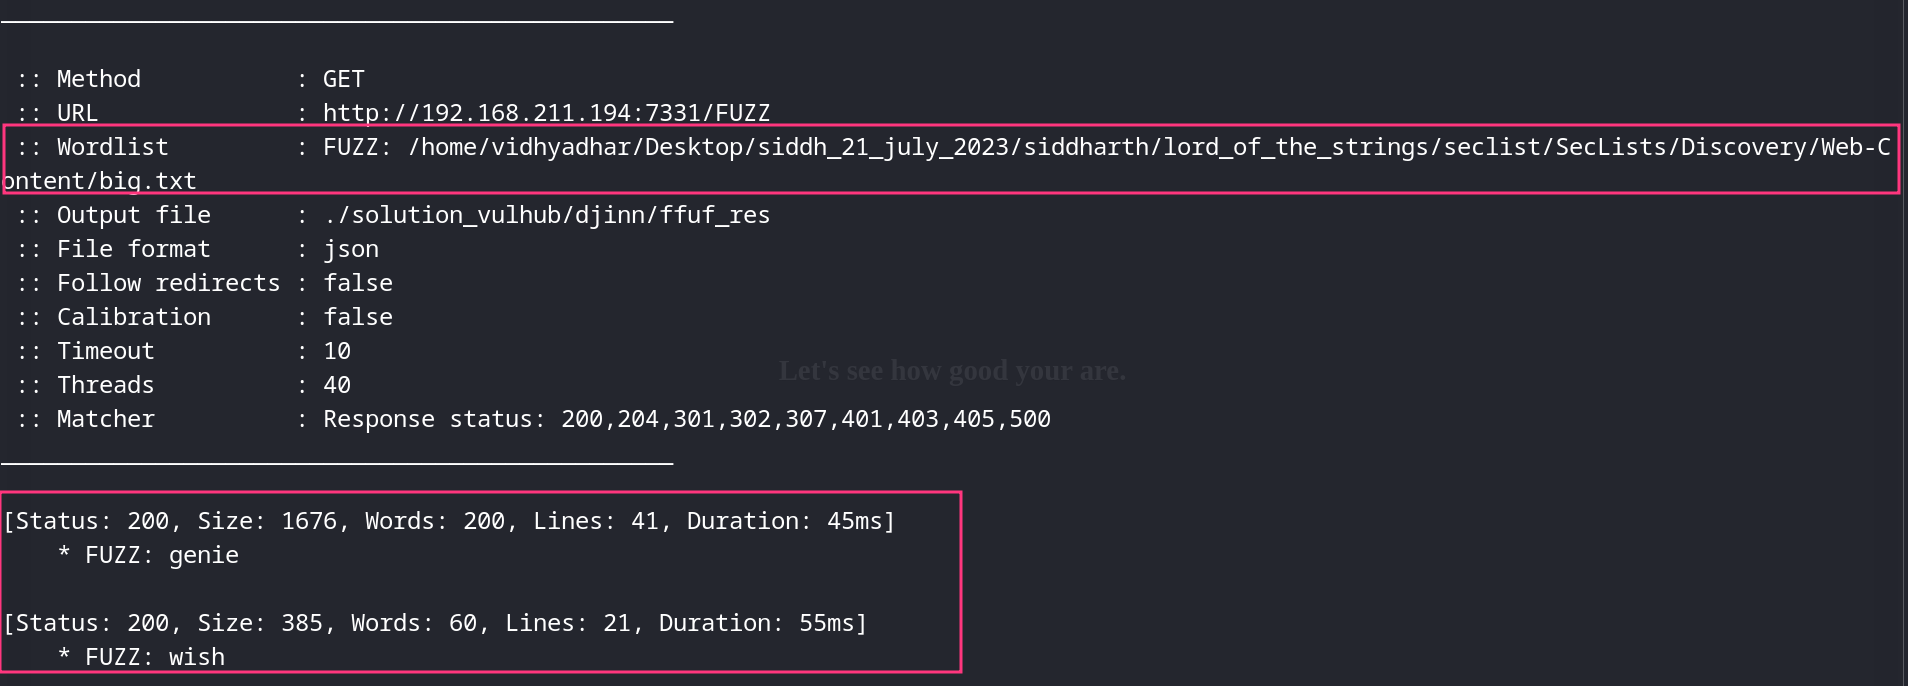 :: Method           : GET
:: URL              : http://192.168.211.194:7331/FUZZ
:: Wordlist         : FUZZ: /home/vidhyadhar/Desktop/siddh_21_july_2023/siddharth/lord_of_the_strings/seclist/SecLists/Discovery/Web-C
ontent/big.txt
:: Output file      : ./solution_vulhub/djinn/ffuf_res
:: File format      : json
:: Follow redirects : false
:: Calibration      : false
:: Timeout          : 10
Let's see how good your are.
:: Threads          : 40
:: Matcher          : Response status: 200,204,301,302,307,401,403,405,500
[Status: 200, Size: 1676, Words: 200, Lines: 41, Duration: 45ms]
    * FUZZ: genie
[Status: 200, Size: 385, Words: 60, Lines: 21, Duration: 55ms]
    * FUZZ: wish